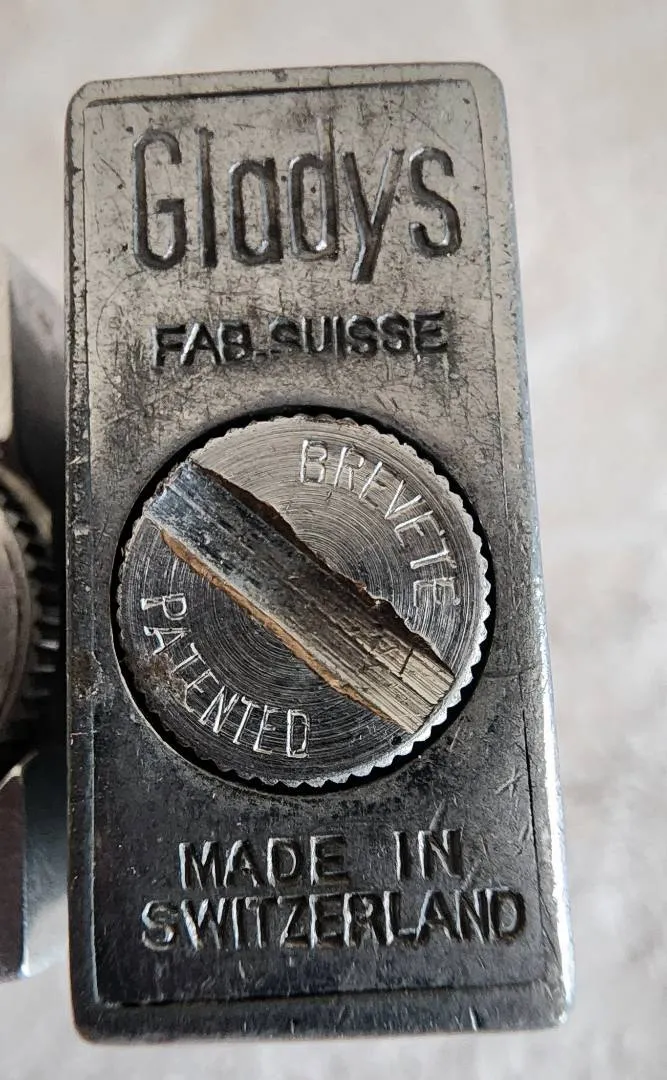 Gladys
FAB.SUISSE
BREVETE
PATENTED
MADE IN
SWITZERLAND